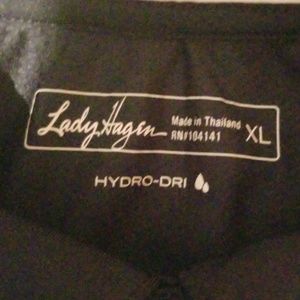 Lady Hagen
Made in Thailand
RN#104141
XL
HYDRO-DRI